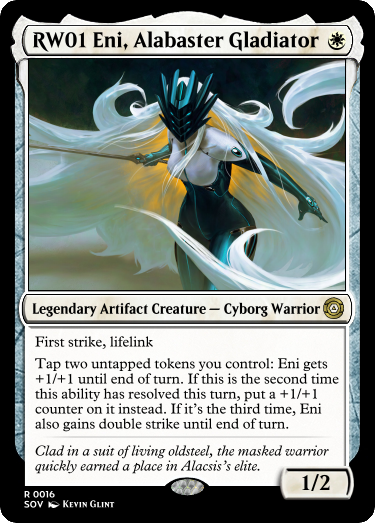 RW01 Eni, Alabaster Gladiator
Legendary Artifact Creature — Cyborg Warrior
First strike, lifelink
Tap two untapped tokens you control: Eni gets
+1/+1 until end of turn. If this is the second time
this ability has resolved this turn, put a +1/+1
counter on it instead. If it’s the third time, Eni
also gains double strike until end of turn.
Clad in a suit of living oldsteel, the masked warrior
quickly earned a place in Alacsis’s elite.
1/2
R 0016
SOV Kevin Glint